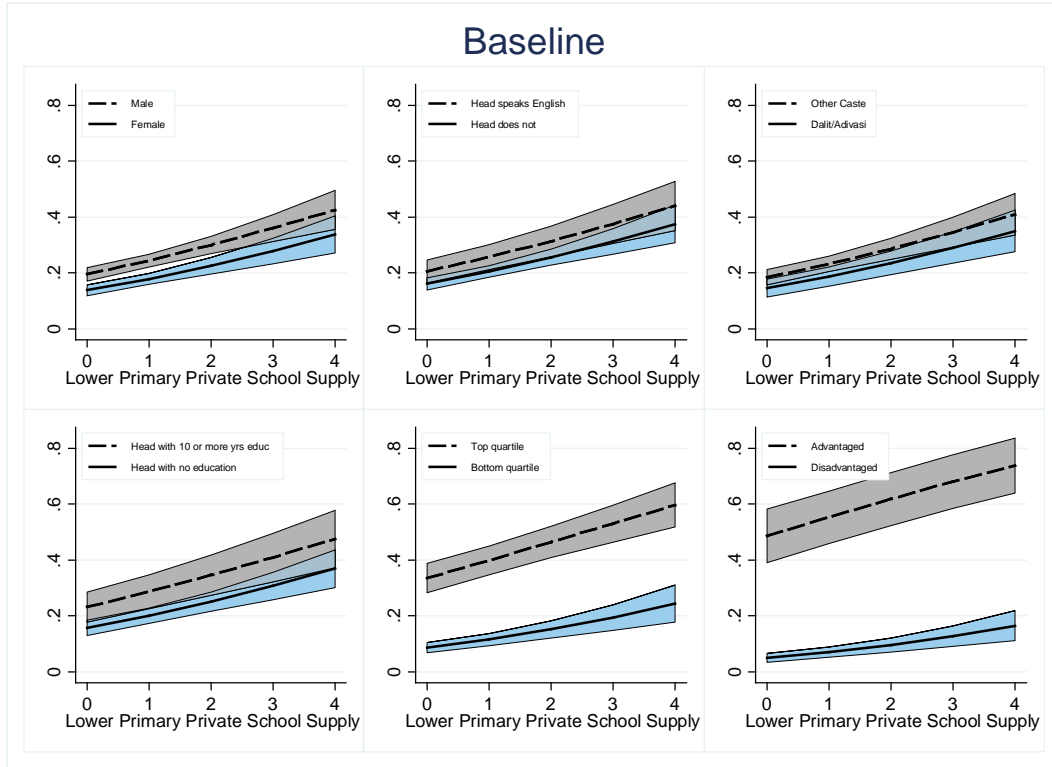 Baseline
Male
Female
.8
.6
.4
.2
0
0 1 2 3 4
Lower Primary Private School Supply
Head speaks English
Head does not
.8
.6
.4
.2
0
0 1 2 3 4
Lower Primary Private School Supply
Other Caste
Dalit/Adivasi
.8
.6
.4
.2
0
0 1 2 3 4
Lower Primary Private School Supply
Head with 10 or more yrs educ
Head with no education
.8
.6
.4
.2
0
0 1 2 3 4
Lower Primary Private School Supply
Top quartile
Bottom quartile
.8
.6
.4
.2
0
0 1 2 3 4
Lower Primary Private School Supply
Advantaged
Disadvantaged
.8
.6
.4
.2
0
0 1 2 3 4
Lower Primary Private School Supply